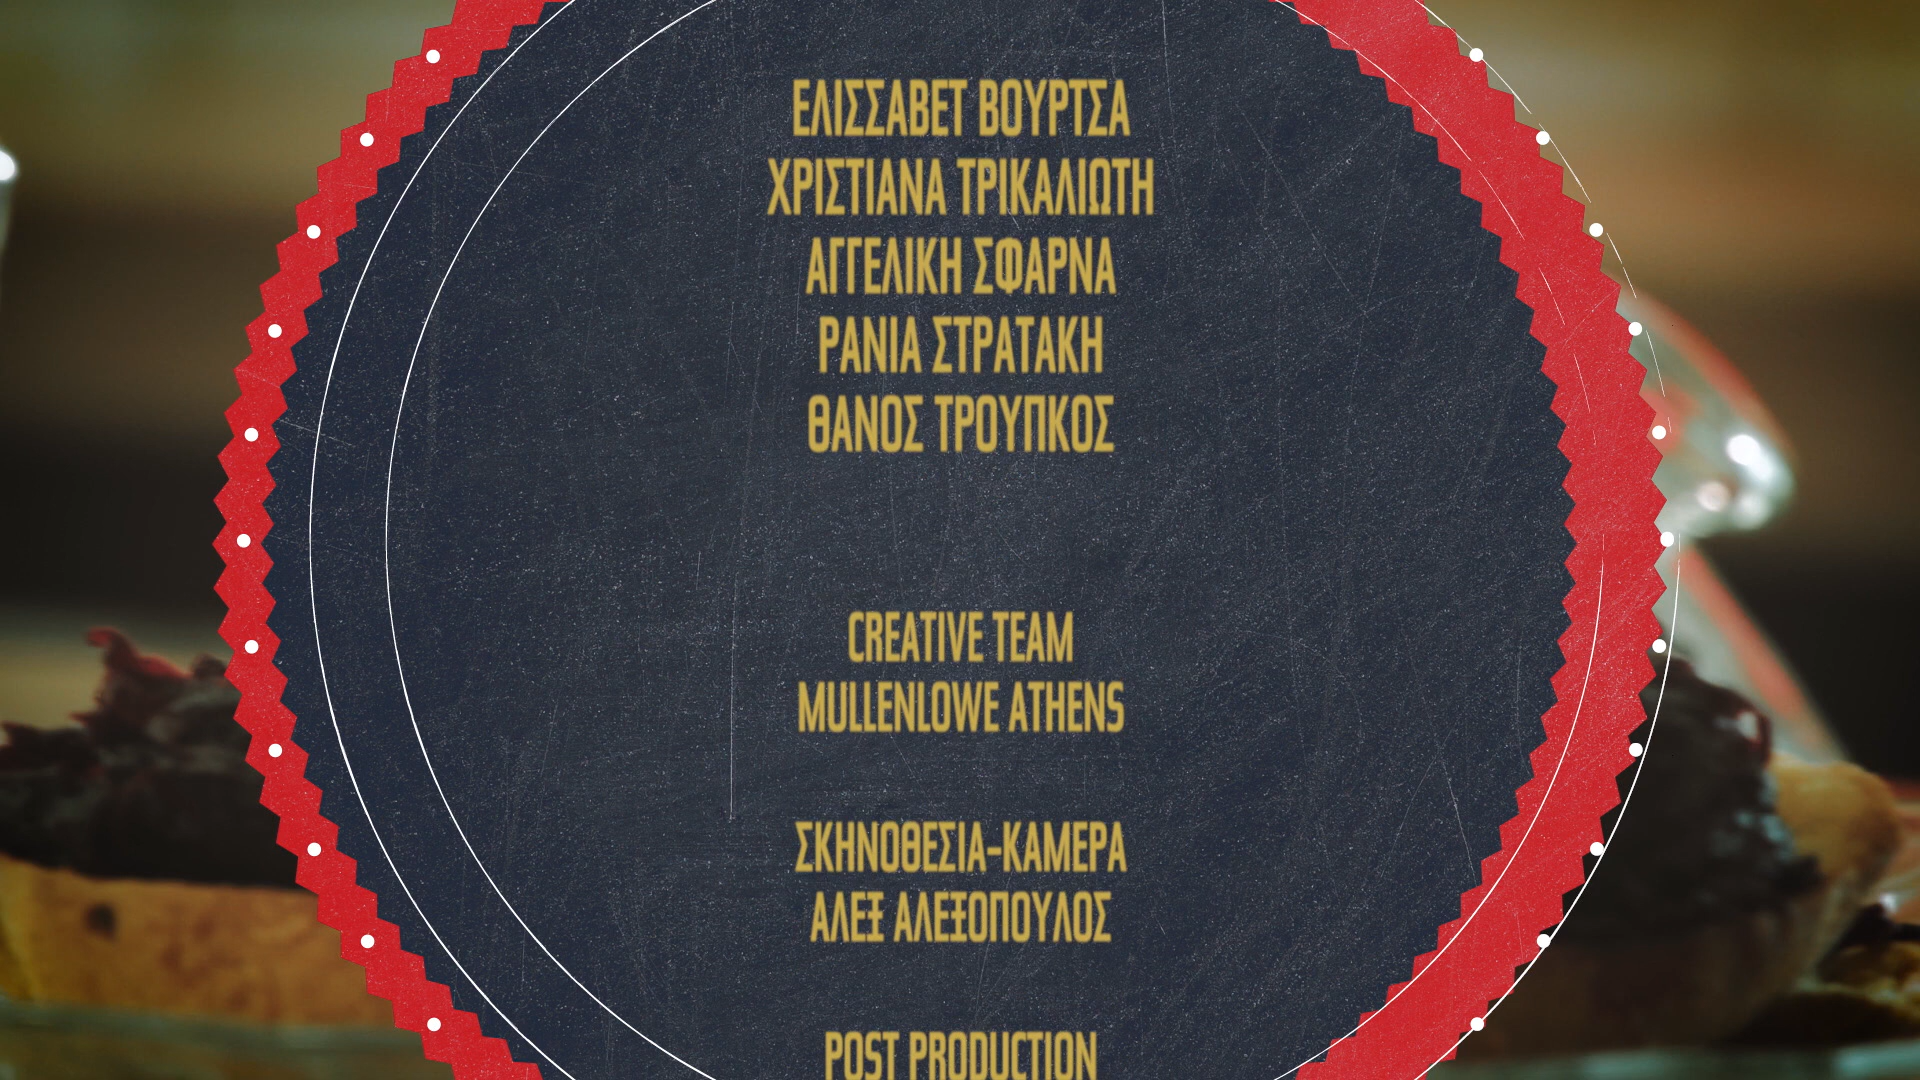 ΕΛΙΣΣΑΒΕΤ ΒΟΥΡΤΣΑ
ΧΡΙΣΤΙΑΝΑ ΤΡΙΚΑΛΙΩΤΗ
ΑΓΓΕΛΙΚΗ ΣΦΑΡΝΑ
ΡΑΝΙΑ ΣΤΡΑΤΑΚΗ
ΘΑΝΟΣ ΤΡΟΥΠΚΟΣ
CREATIVE TEAM
MULLENLOWE ATHENS
ΣΚΗΝΟΘΕΣΙΑ-ΚΑΜΕΡΑ
ΑΛΕΞ ΑΛΕΞΟΠΟΥΛΟΣ
POST PRODUCTION